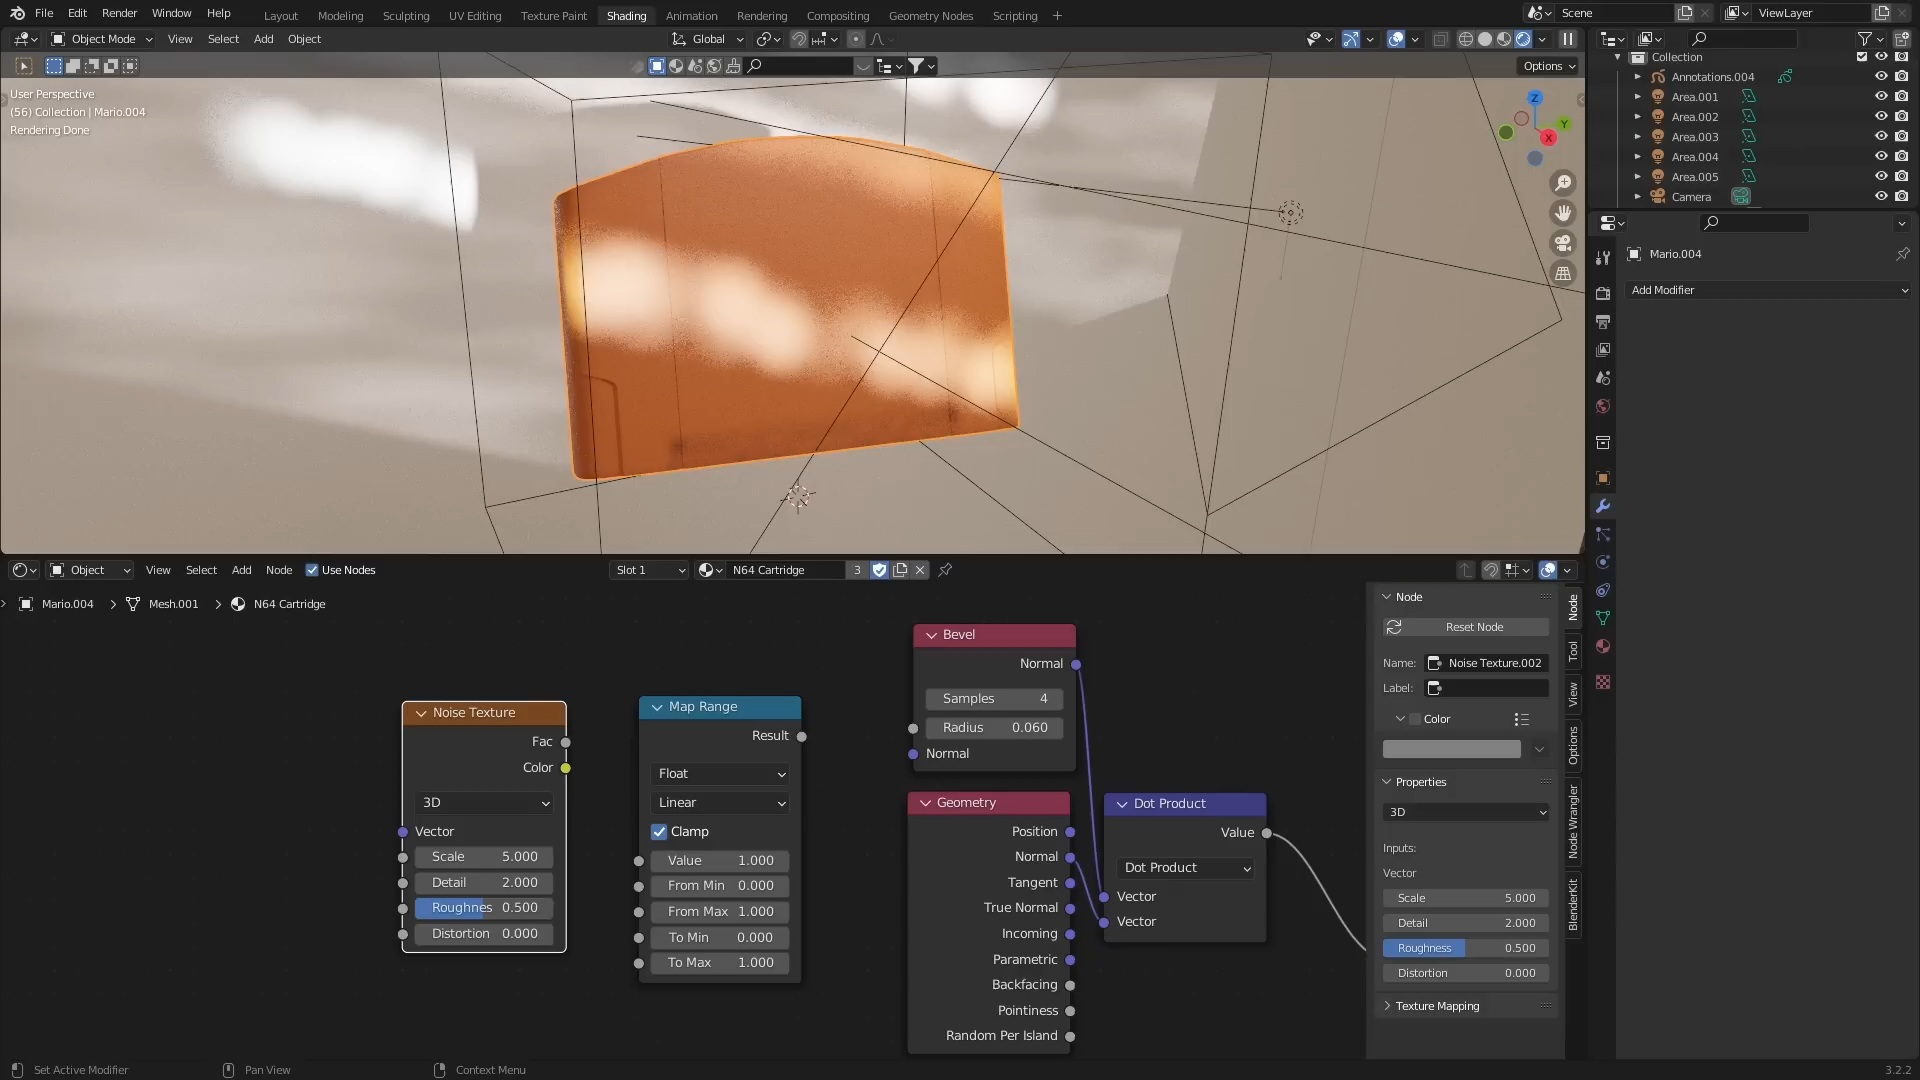 File Edit Render Window Help Layout Modeling Sculpting UV Editing Texture Paint Shading Animation Rendering Compositing Geometry Nodes Scripting + Scene ViewLayer
Object Mode View Select Add Object Global
Options
User Perspective
(56) Collection | Mario.004
Rendering Done
Z
Y
X
Collection
Annotations.004
Area.001
Area.002
Area.003
Area.004
Area.005
Camera
Mario.004
Add Modifier
Object View Select Add Node Use Nodes Slot 1 N64 Cartridge 3
Mario.004 > Mesh.001 > N64 Cartridge
Noise Texture
Fac
Color
3D
Vector
Scale 5.000
Detail 2.000
Roughnes 0.500
Distortion 0.000
Map Range
Result
Float
Linear
Clamp
Value 1.000
From Min 0.000
From Max 1.000
To Min 0.000
To Max 1.000
Bevel
Normal
Samples 4
Radius 0.060
Normal
Geometry
Position
Normal
Tangent
True Normal
Incoming
Parametric
Backfacing
Pointiness
Random Per Island
Dot Product
Value
Dot Product
Vector
Vector
Node
Reset Node
Name: Noise Texture.002
Label:
Color
Properties
3D
Inputs:
Vector
Scale 5.000
Detail 2.000
Roughness 0.500
Distortion 0.000
Texture Mapping
Node
Tool
View
Options
Node Wrangler
BlenderKit
Set Active Modifier Pan View Context Menu 3.2.2